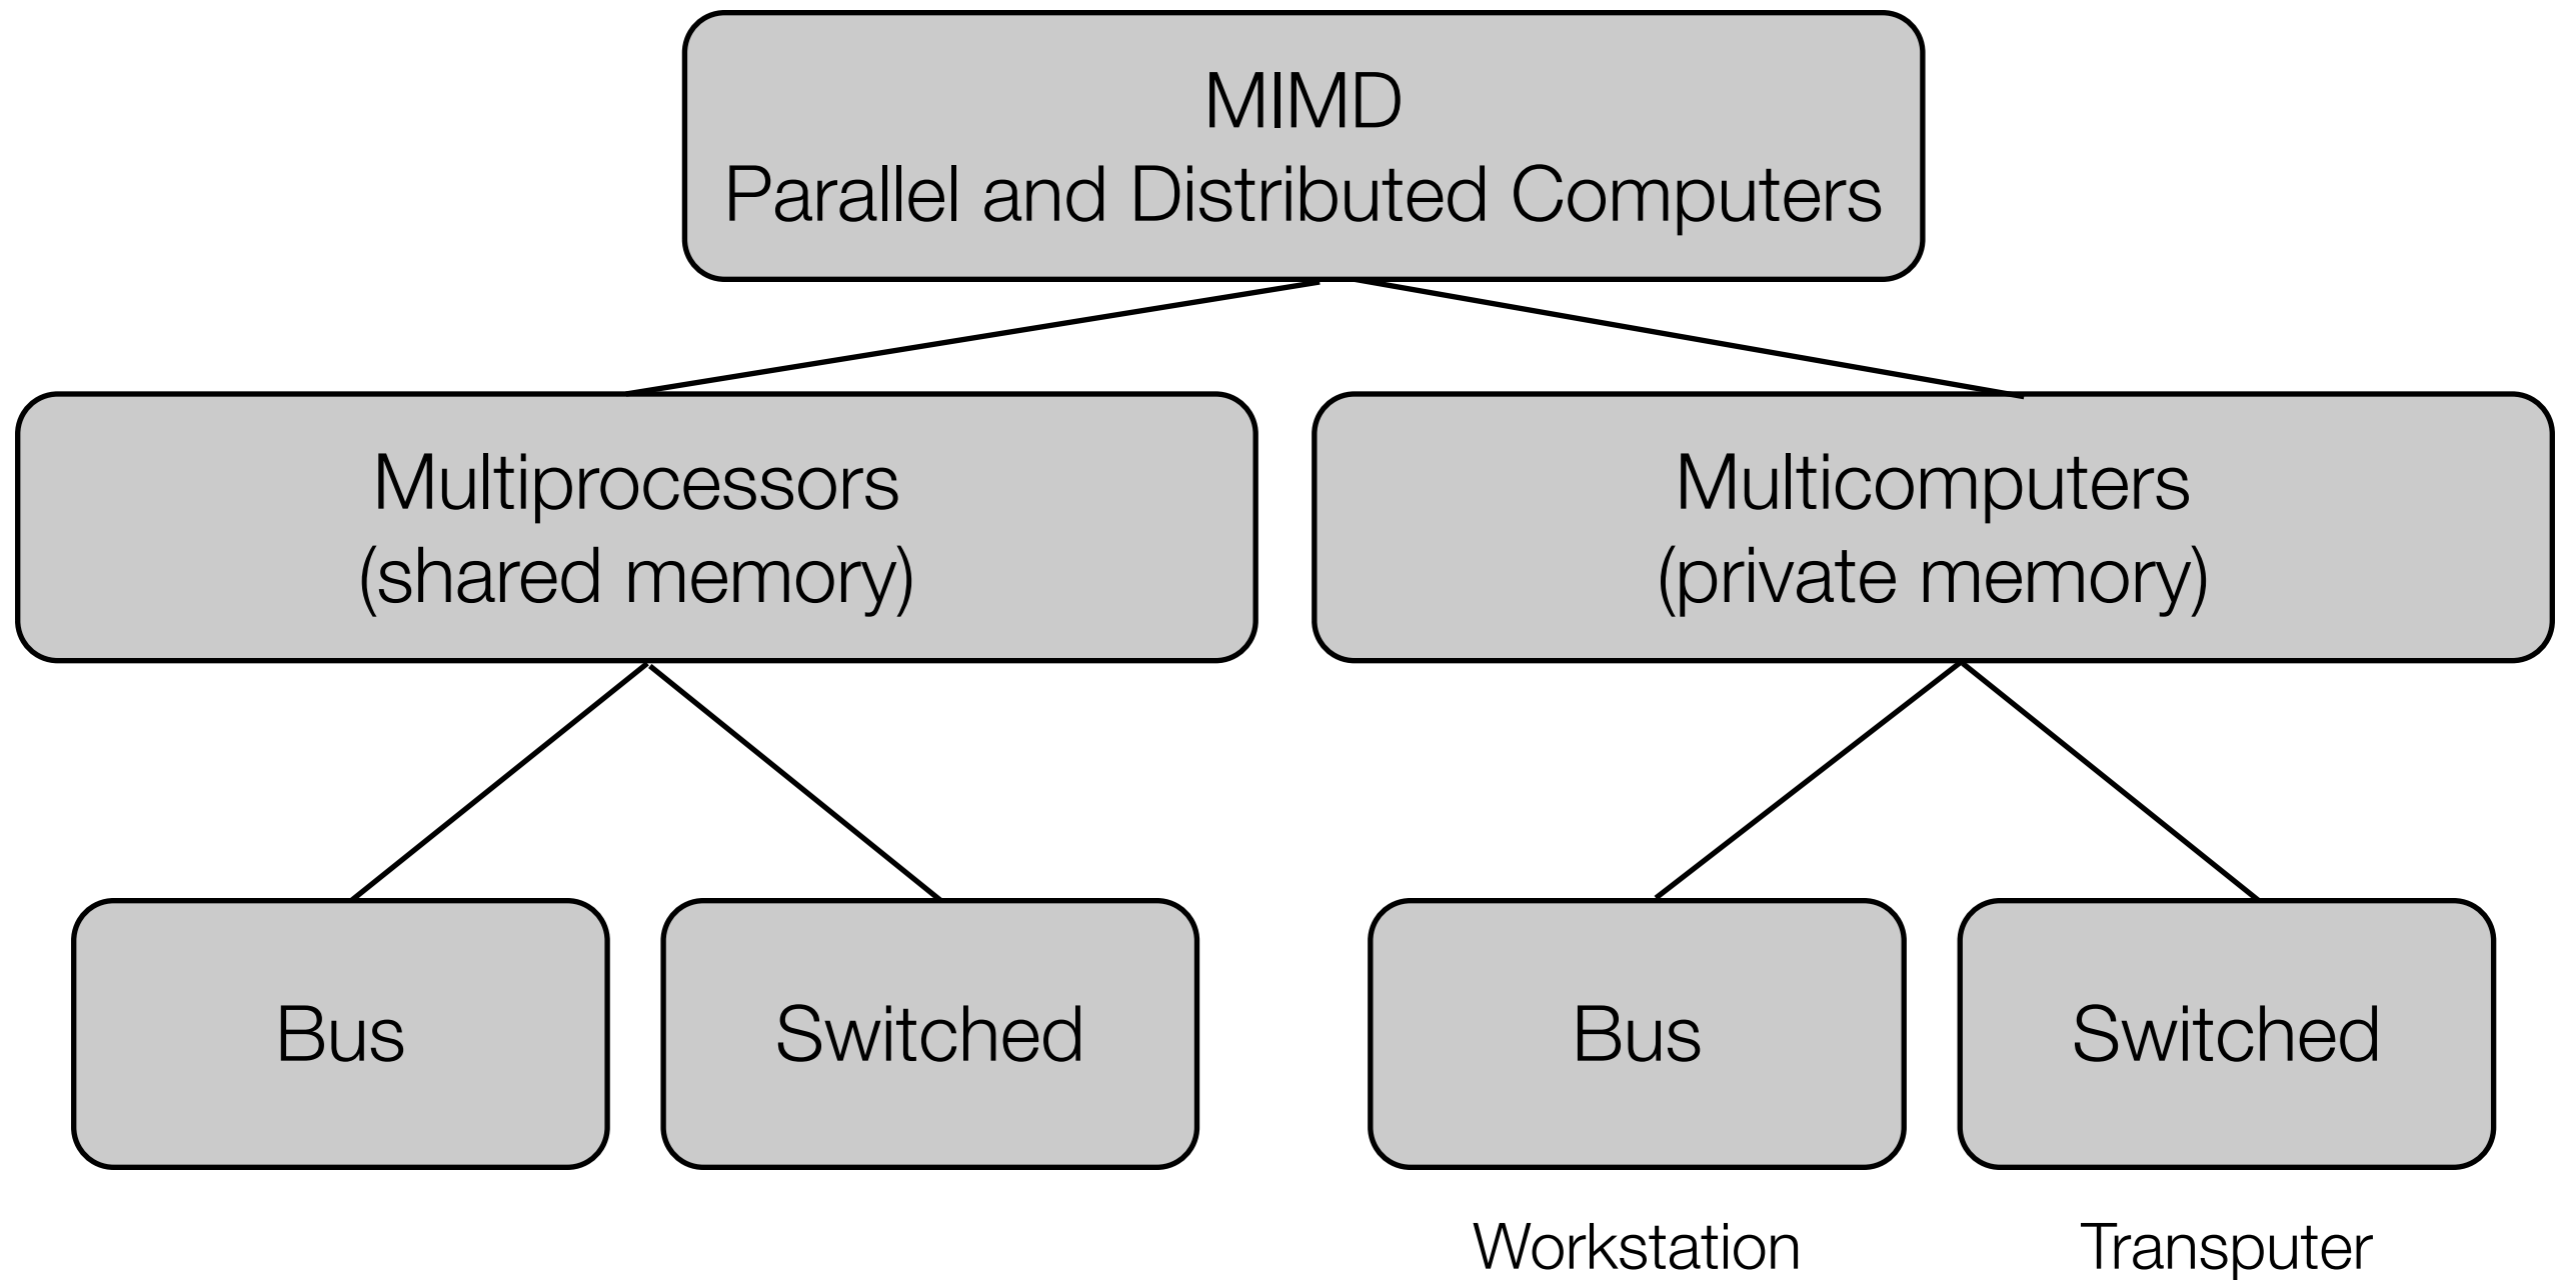 MIMD
Parallel and Distributed Computers
Multiprocessors
(shared memory)
Multicomputers
(private memory)
Bus
Switched
Bus
Switched
Workstation
Transputer